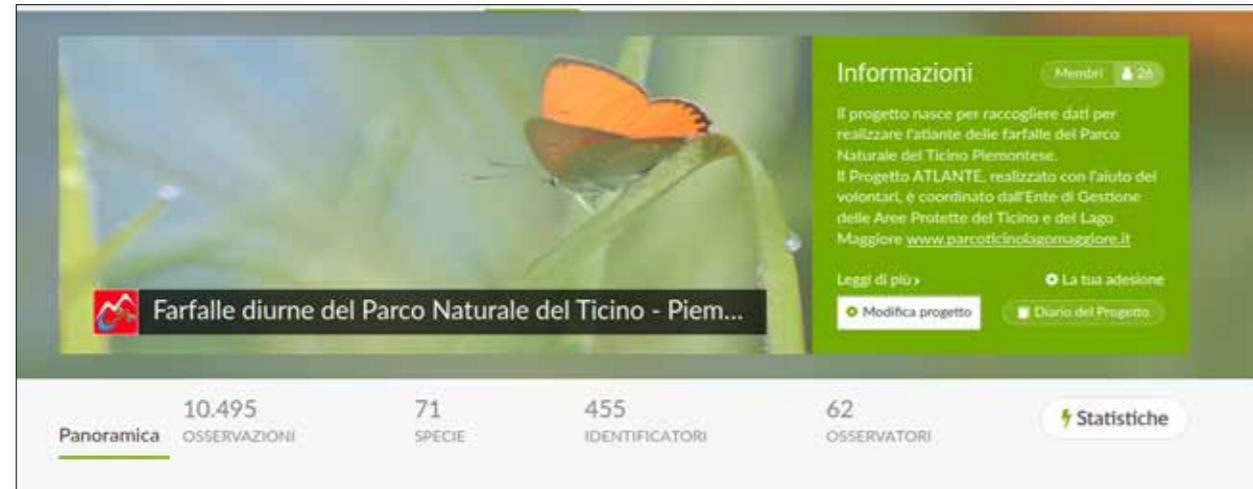 Informazioni
Membri 26
Il progetto nasce per raccogliere dati per
realizzare l'atlante delle farfalle del Parco
Naturale del Ticino Piemontese.
Il Progetto ATLANTE, realizzato con l'aiuto dei
volontari, è coordinato dall'Ente di Gestione
delle Aree Protette del Ticino e del Lago
Maggiore www.parcoticinolagomaggiore.it
Leggi di più ›
La tua adesione
Modifica progetto
Diario del Progetto
Farfalle diurne del Parco Naturale del Ticino - Piem...
Panoramica
10.495
OSSERVAZIONI
71
SPECIE
455
IDENTIFICATORI
62
OSSERVATORI
Statistiche